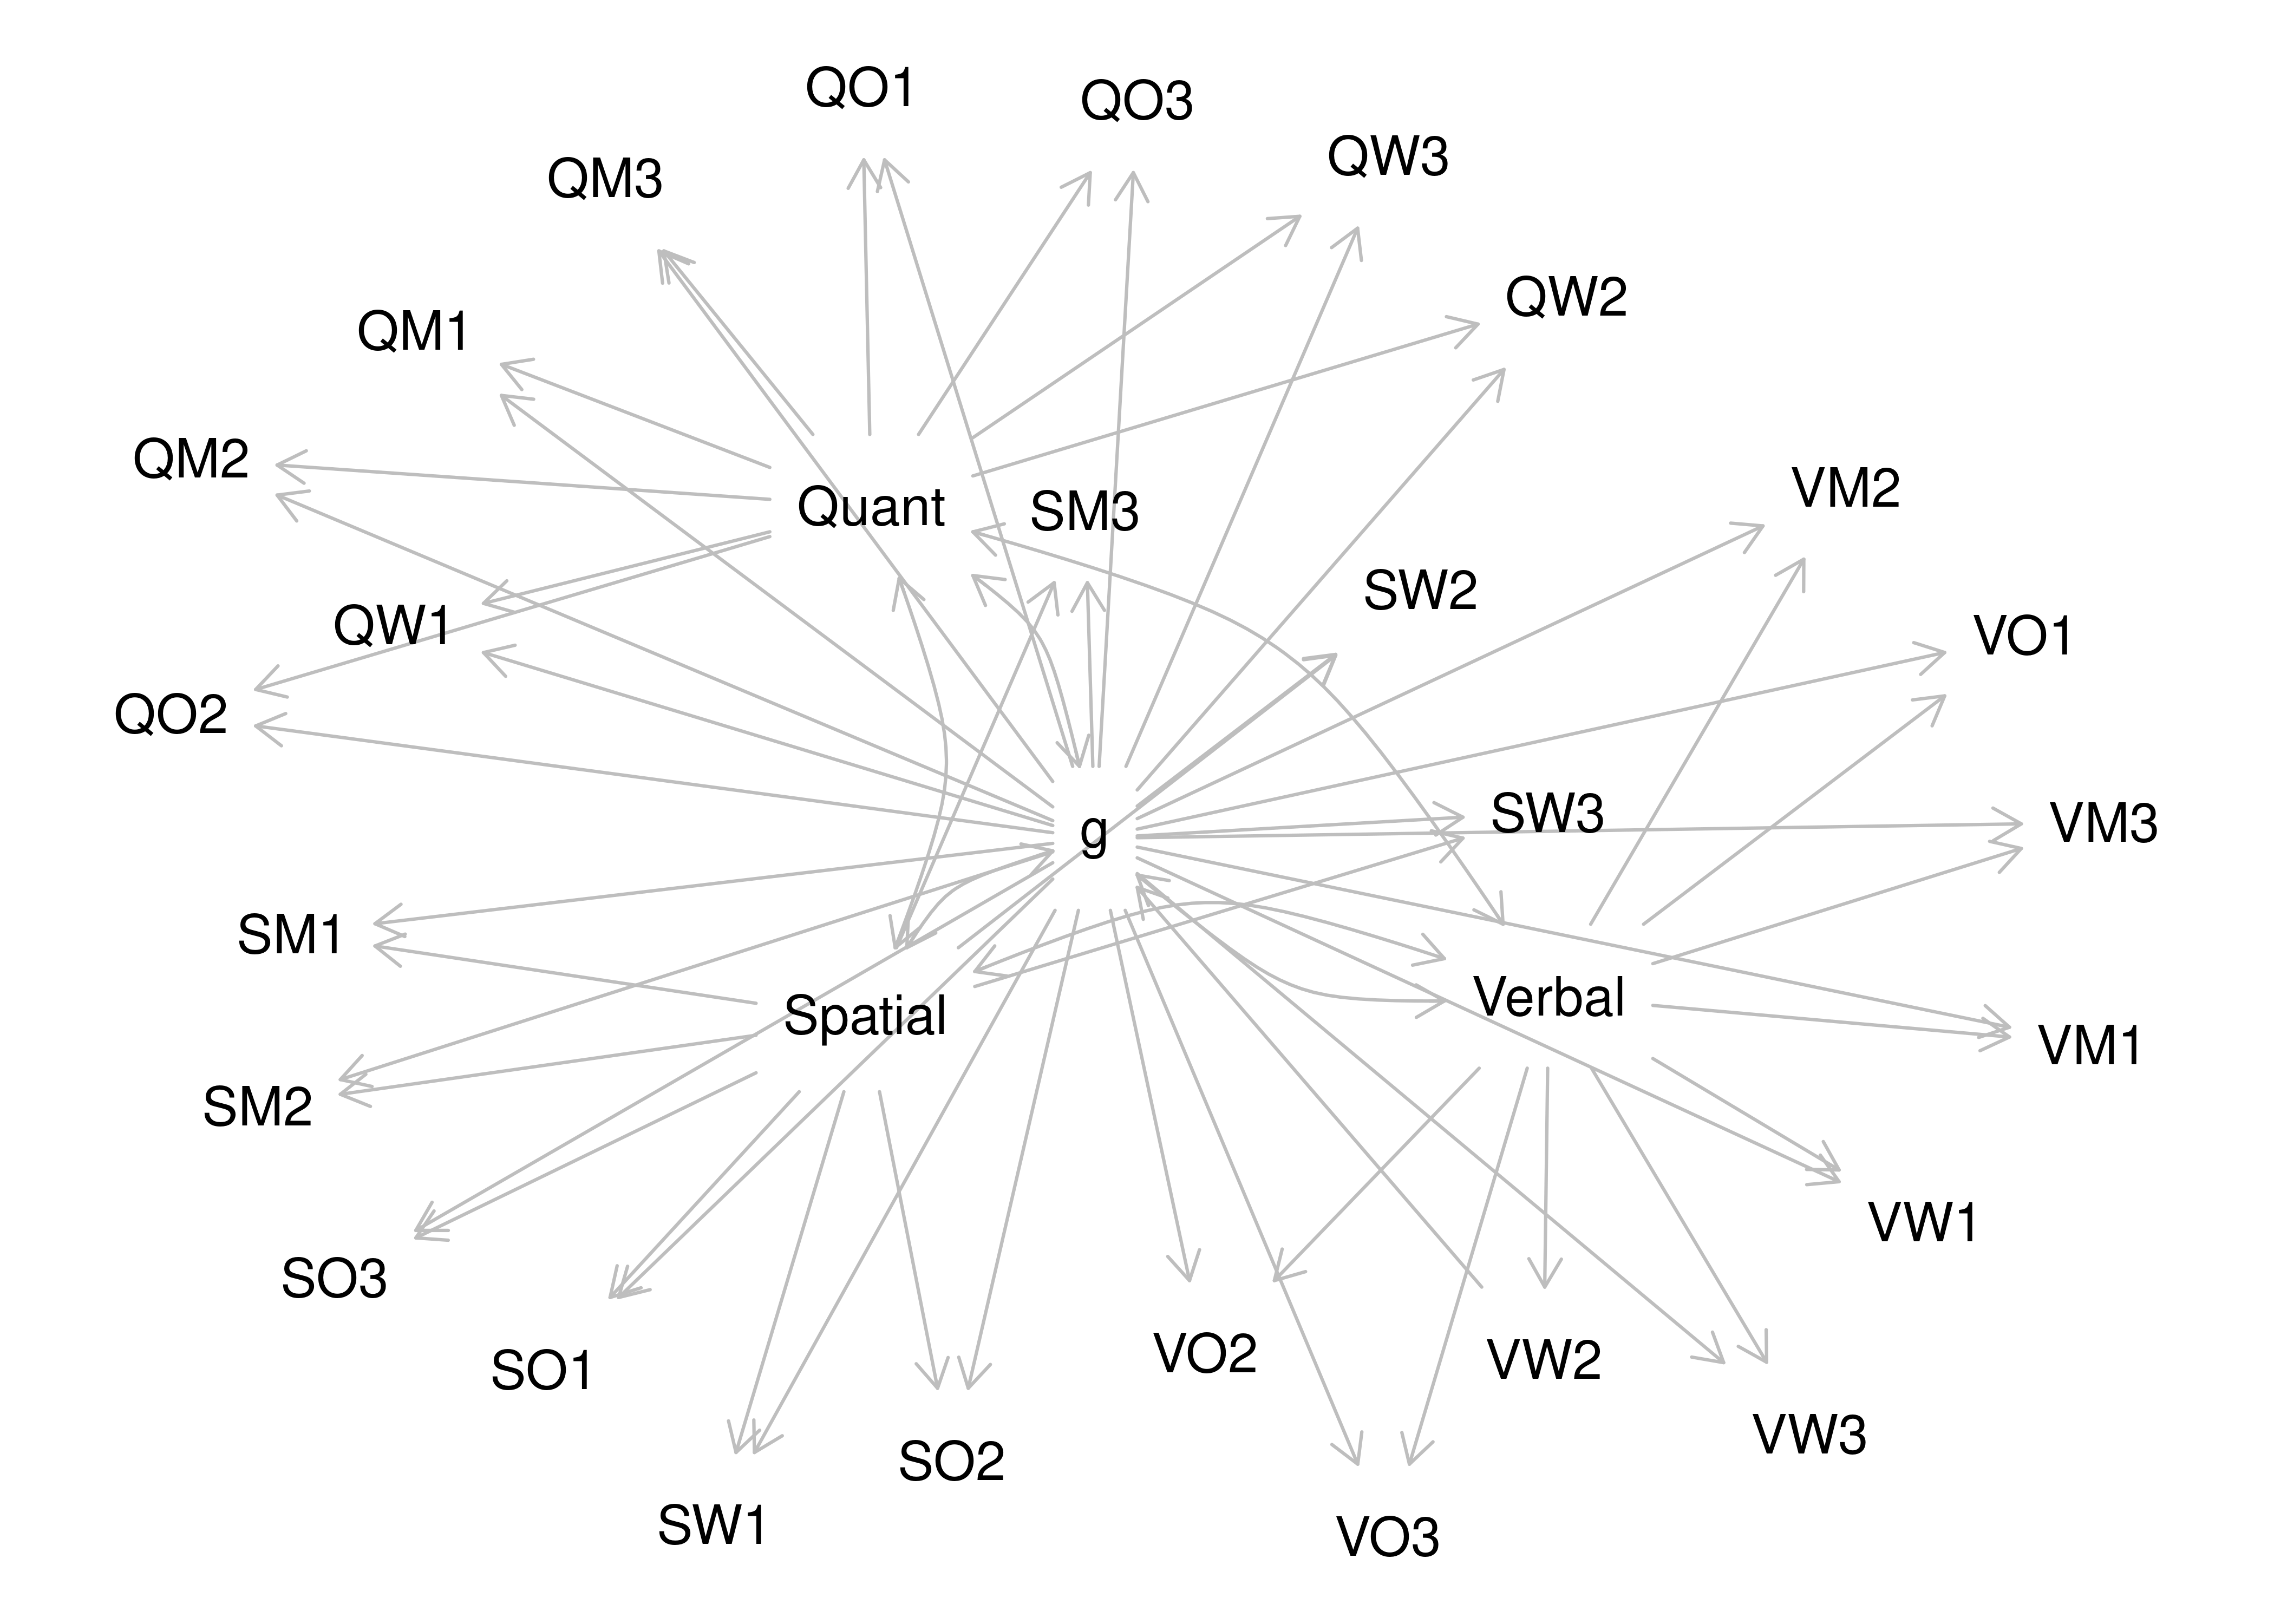 QO1
QO3
QW3
QM3
QW2
QM1
QM2
VM2
Quant
SM3
SW2
QW1
VO1
QO2
SW3
VM3
g
SM1
Verbal
Spatial
VM1
SM2
VW1
SO3
VO2
VW2
SO1
VW3
SO2
SW1
VO3